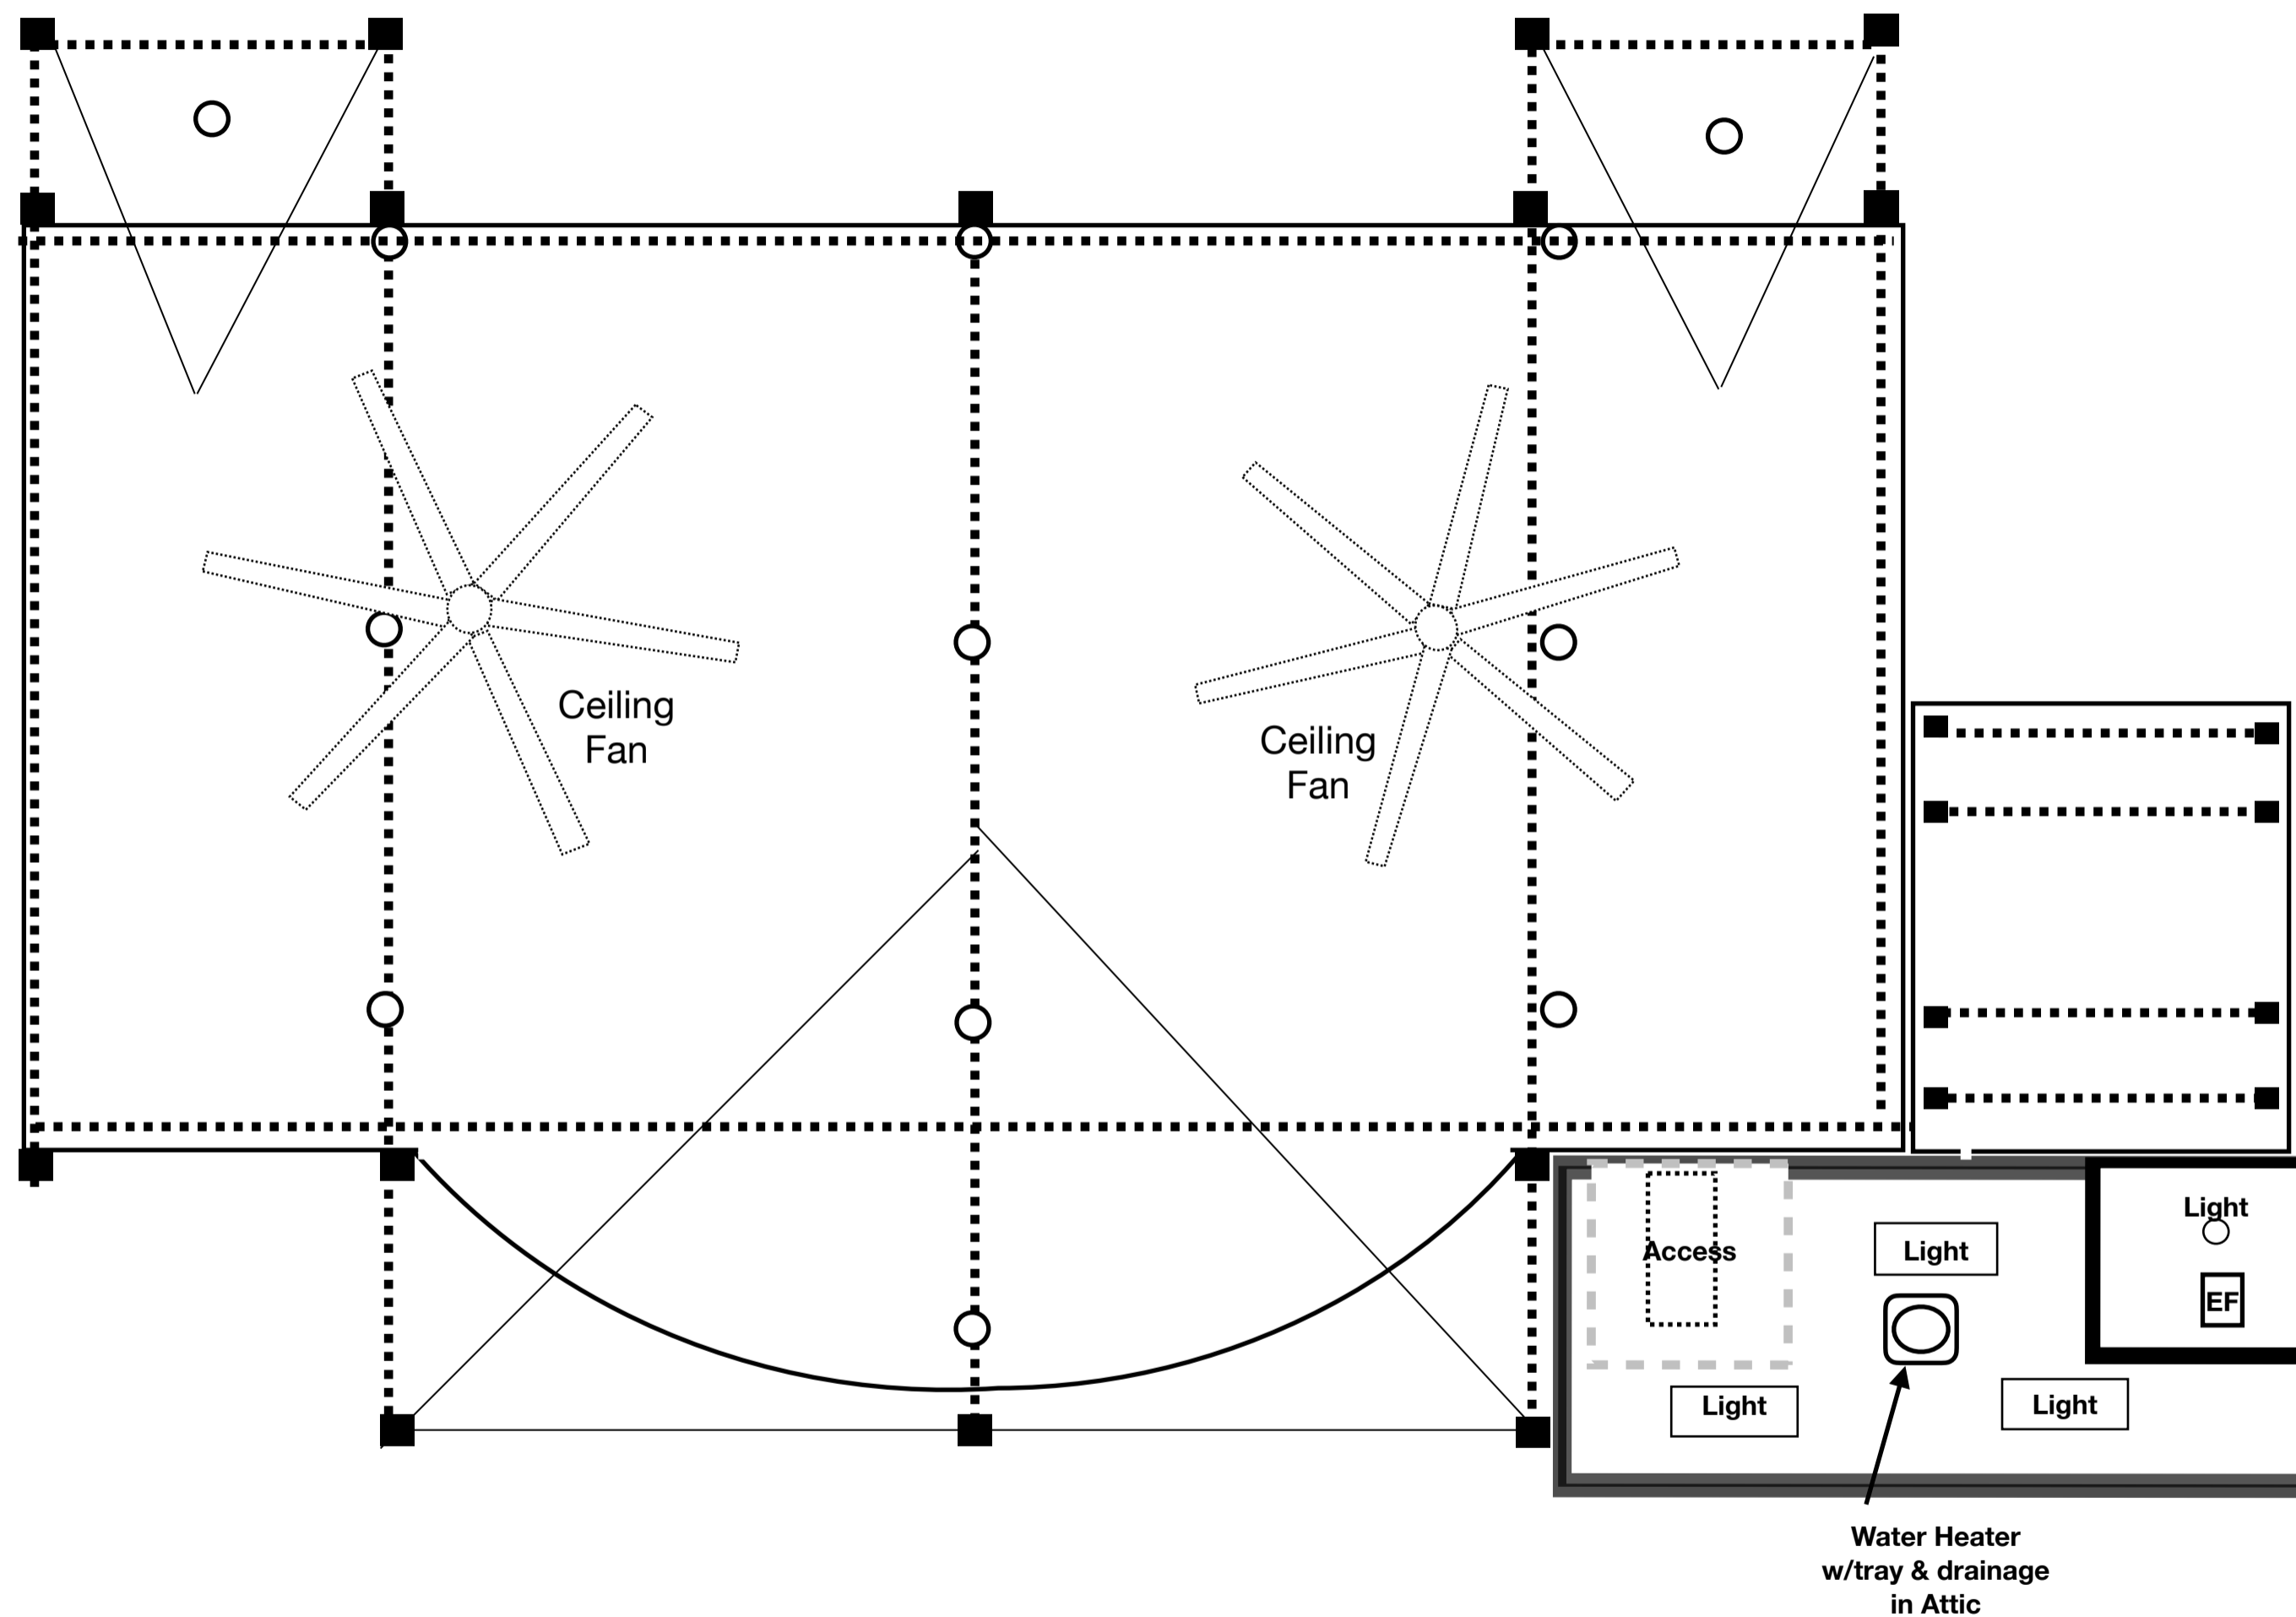 Ceiling
Fan
Ceiling
Fan
Light
Access
Light
EF
Light
Light
Water Heater
w/tray & drainage
in Attic